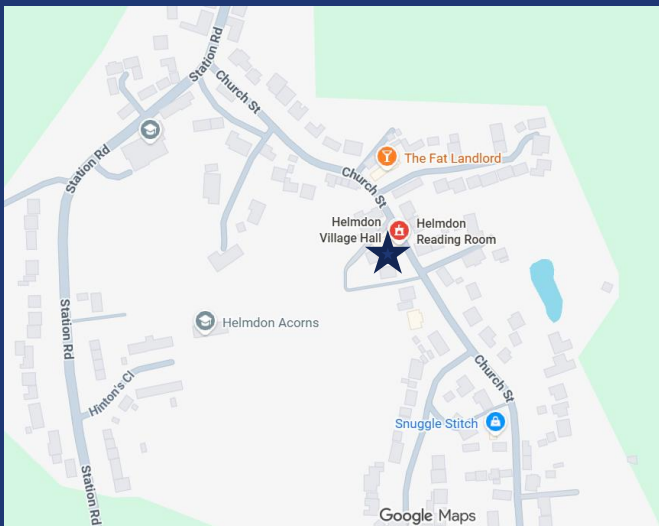 Station Rd
Church St
Station Rd
The Fat Landlord
Church St
Helmdon
Village Hall
Helmdon
Reading Room
Station Rd
Helmdon Acorns
Church St
Hinton's Cl
Snuggle Stitch
Station Rd
Google Maps